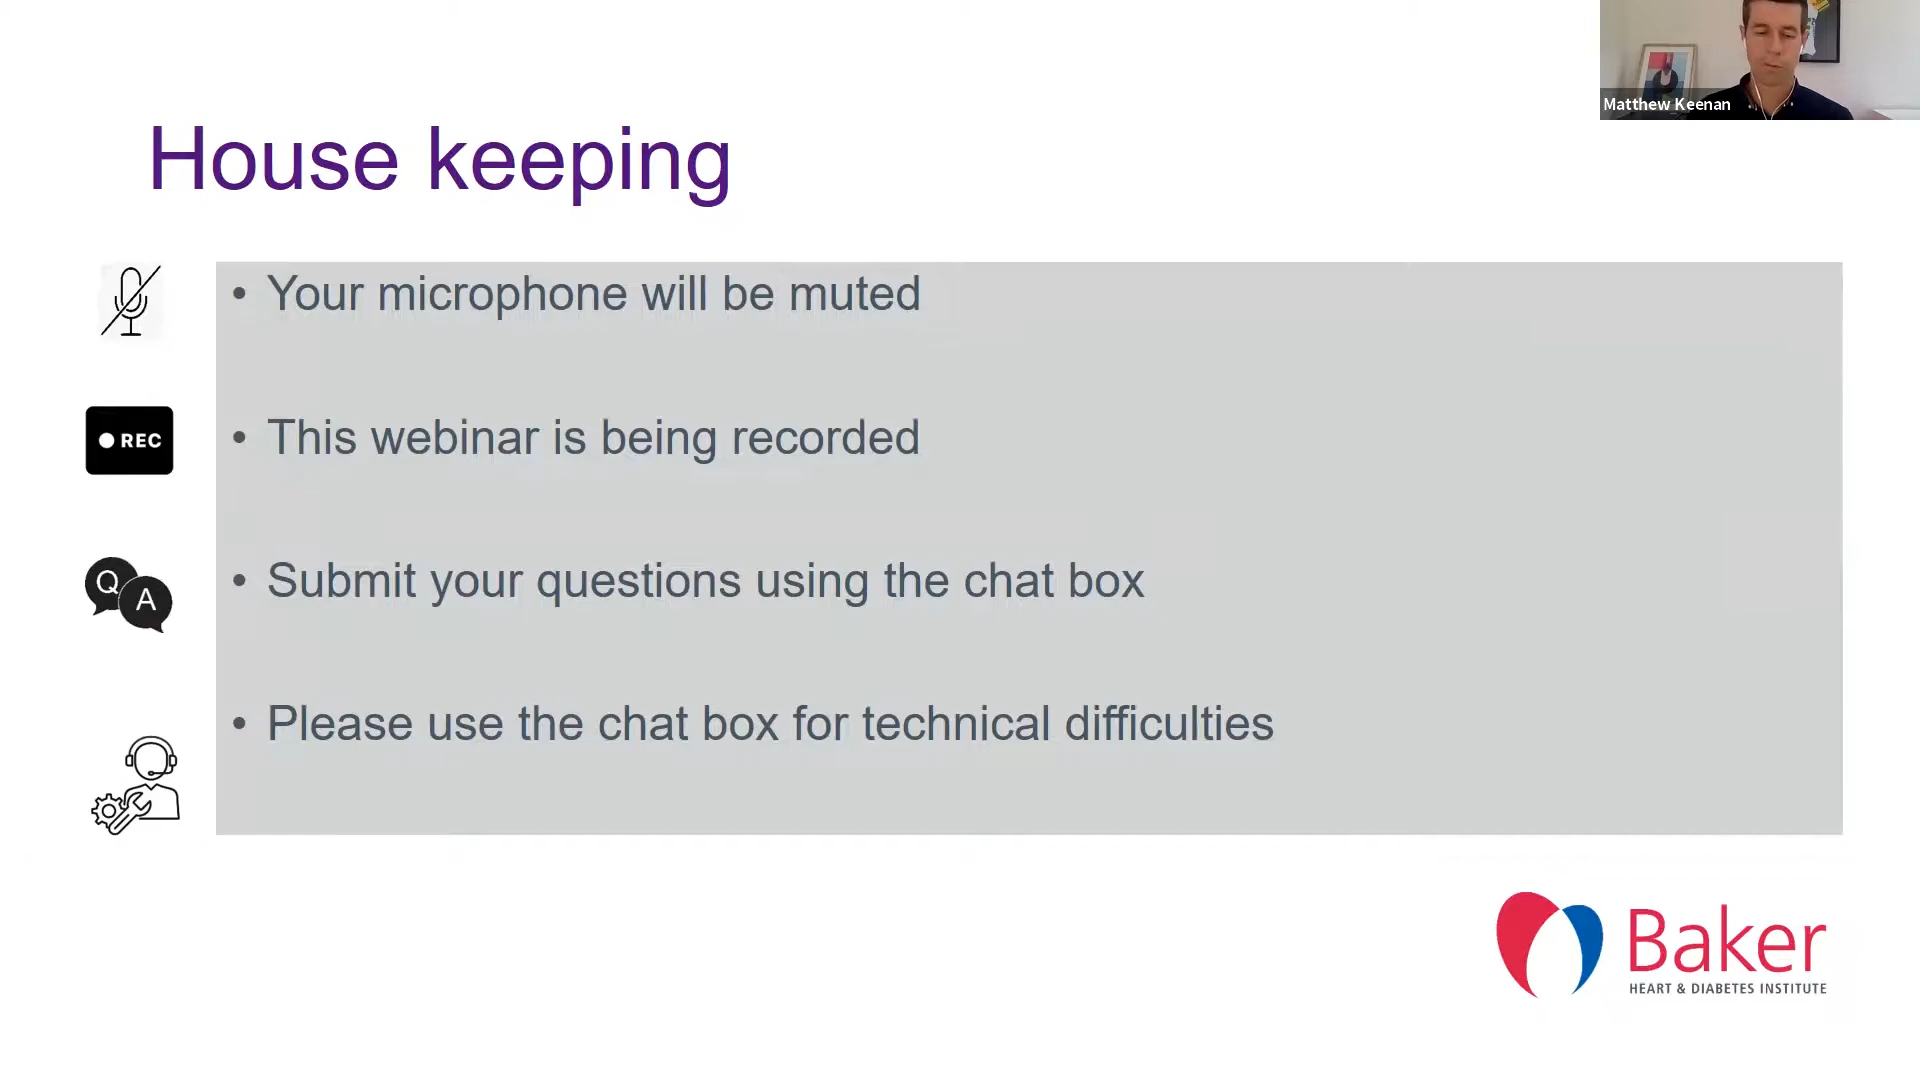 Matthew Keenan
House keeping
• Your microphone will be muted
REC
• This webinar is being recorded
Q
A
• Submit your questions using the chat box
• Please use the chat box for technical difficulties
Baker
HEART & DIABETES INSTITUTE